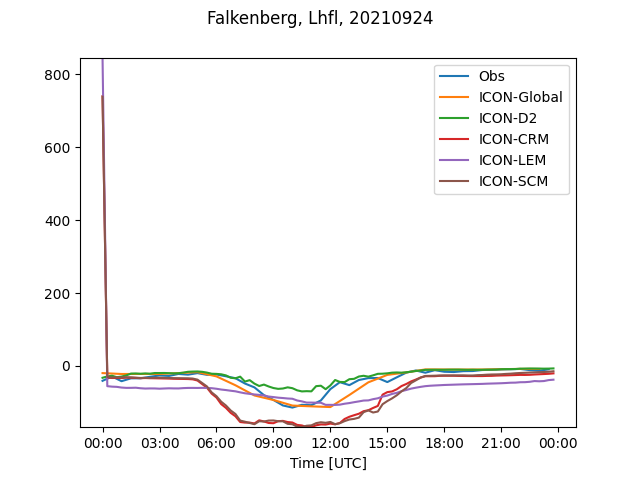 Falkenberg, Lhfl, 20210924
800
600
400
200
0
Obs
ICON-Global
ICON-D2
ICON-CRM
ICON-LEM
ICON-SCM
00:00 03:00 06:00 09:00 12:00 15:00 18:00 21:00 00:00
Time [UTC]